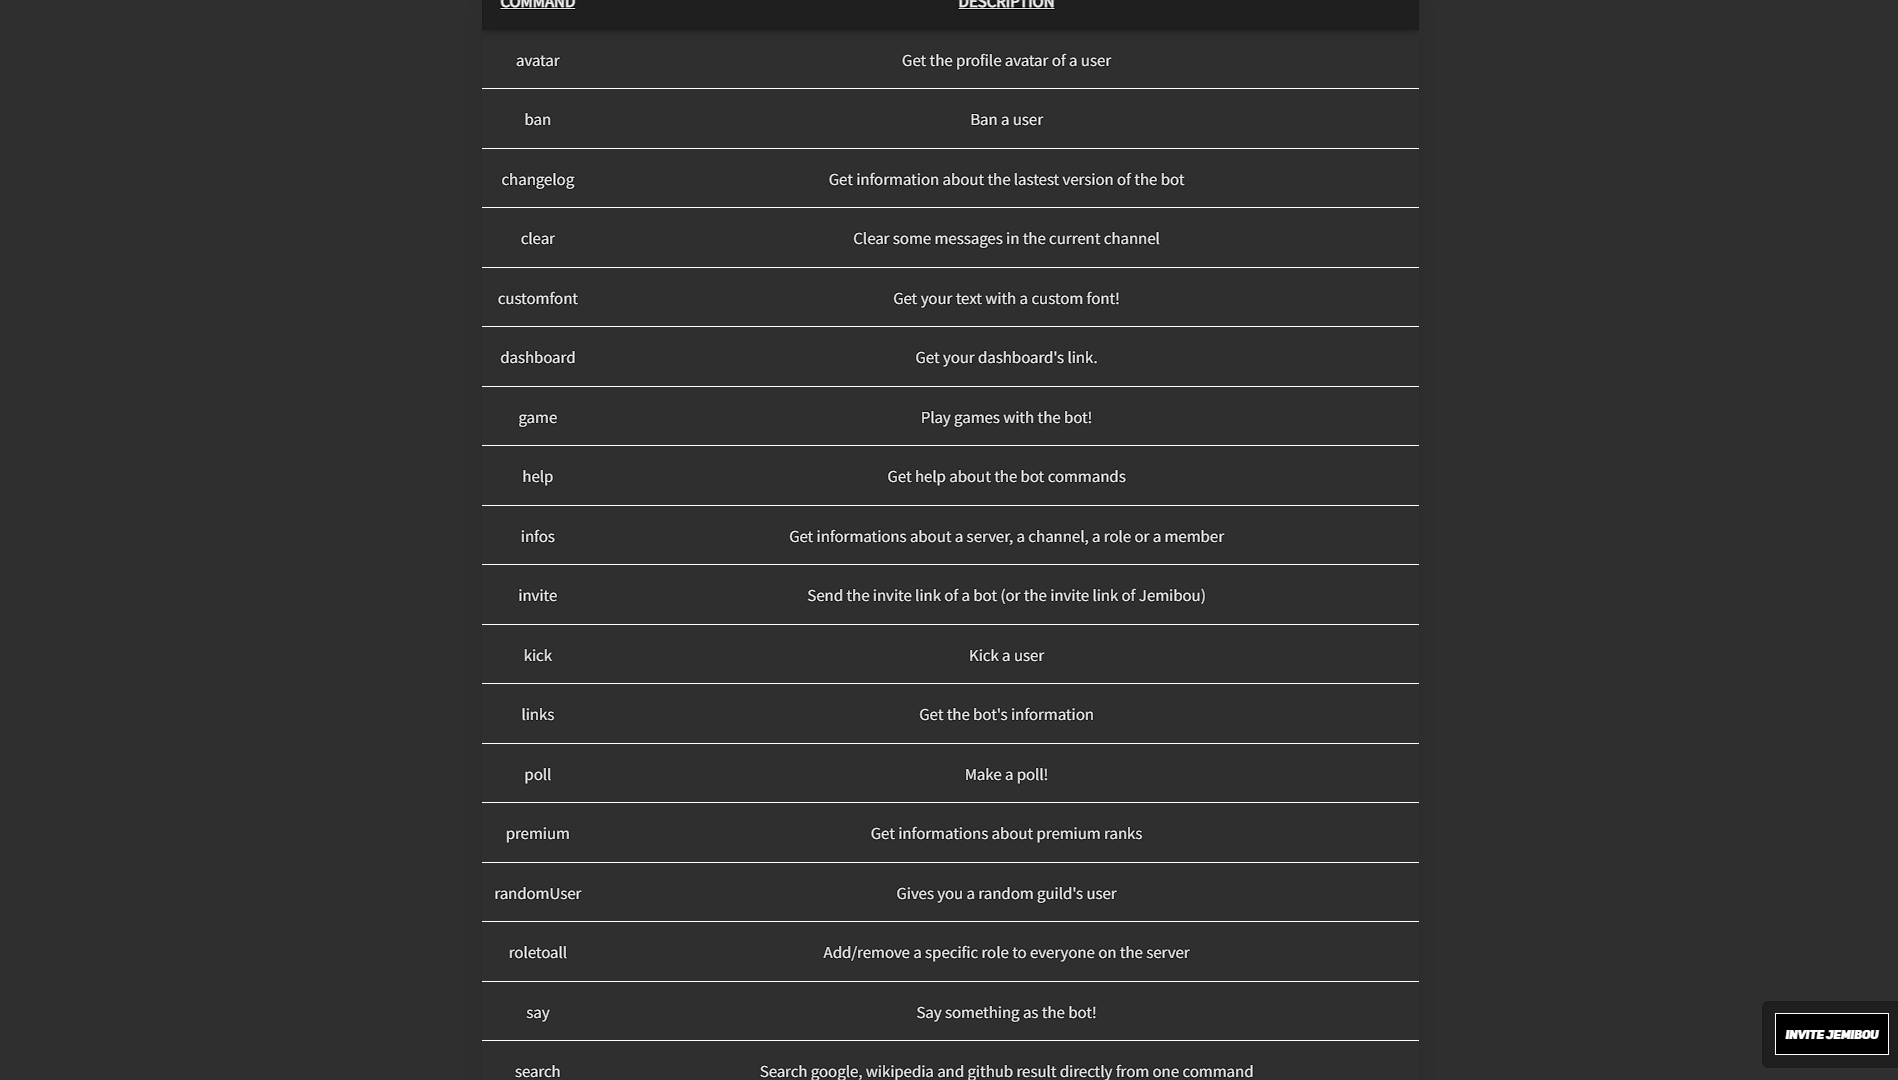 COMMAND DESCRIPTION
avatar Get the profile avatar of a user
ban Ban a user
changelog Get information about the lastest version of the bot
clear Clear some messages in the current channel
customfont Get your text with a custom font!
dashboard Get your dashboard's link.
game Play games with the bot!
help Get help about the bot commands
infos Get informations about a server, a channel, a role or a member
invite Send the invite link of a bot (or the invite link of Jemibou)
kick Kick a user
links Get the bot's information
poll Make a poll!
premium Get informations about premium ranks
randomUser Gives you a random guild's user
roletoall Add/remove a specific role to everyone on the server
say Say something as the bot!
search Search google, wikipedia and github result directly from one command
INVITE JEMIBOU